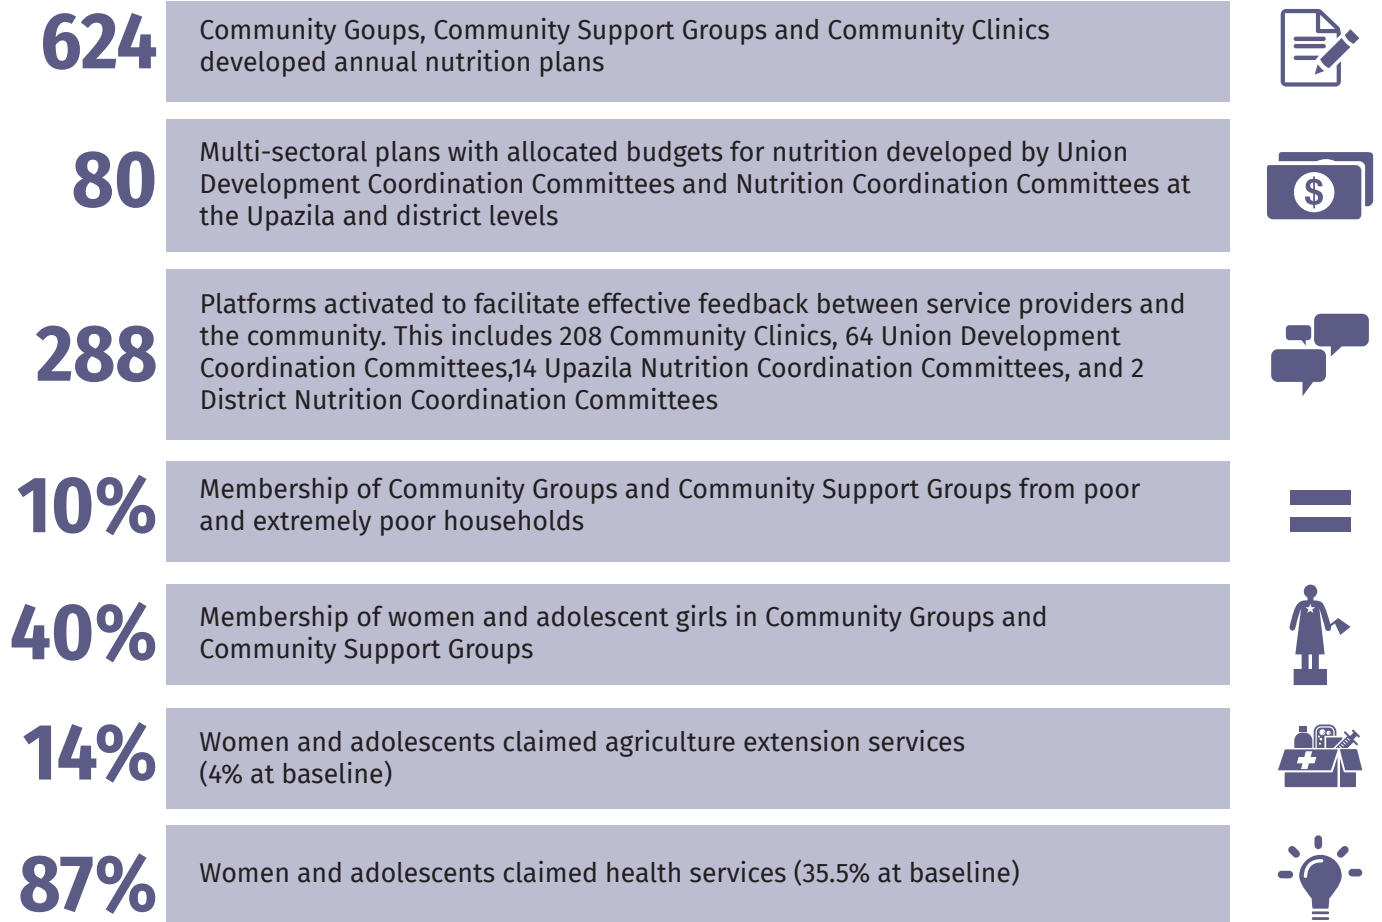 624
Community Goups, Community Support Groups and Community Clinics
developed annual nutrition plans
80
Multi-sectoral plans with allocated budgets for nutrition developed by Union
Development Coordination Committees and Nutrition Coordination Committees at
the Upazila and district levels
288
Platforms activated to facilitate effective feedback between service providers and
the community. This includes 208 Community Clinics, 64 Union Development
Coordination Committees,14 Upazila Nutrition Coordination Committees, and 2
District Nutrition Coordination Committees
10%
Membership of Community Groups and Community Support Groups from poor
and extremely poor households
40%
Membership of women and adolescent girls in Community Groups and
Community Support Groups
14%
Women and adolescents claimed agriculture extension services
(4% at baseline)
87%
Women and adolescents claimed health services (35.5% at baseline)
$